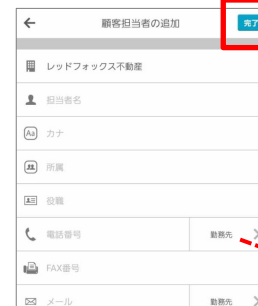 ← 顧客担当者の追加 完了
レッドフォックス不動産
担当者名
Aa カナ
所属
役職
電話番号 勤務先
FAX番号
メール 勤務先